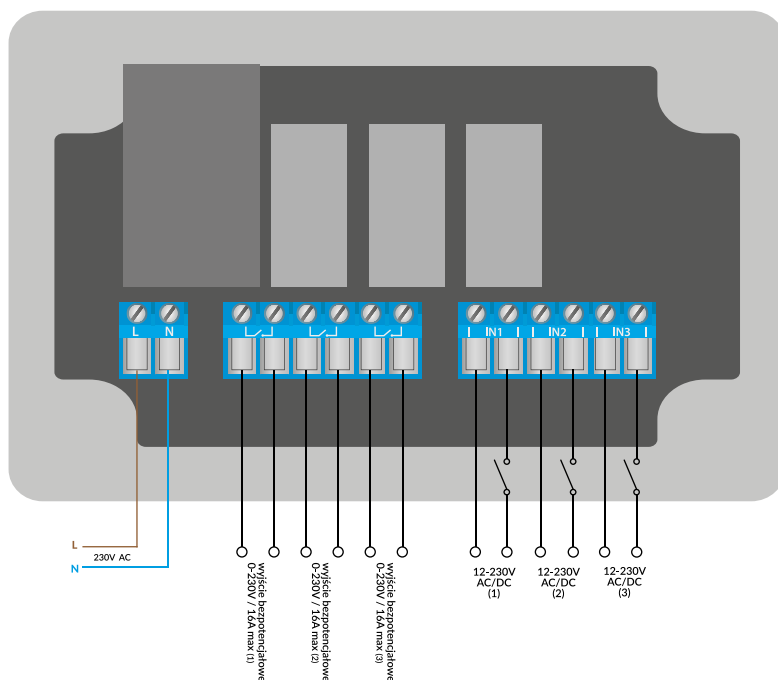 L N
IN1 IN2 IN3
L
230V AC
N
wyjście bezpotencjałowe
0-230V / 16A max (1)
wyjście bezpotencjałowe
0-230V / 16A max (2)
wyjście bezpotencjałowe
0-230V / 16A max (3)
12-230V
AC/DC
(1)
12-230V
AC/DC
(2)
12-230V
AC/DC
(3)